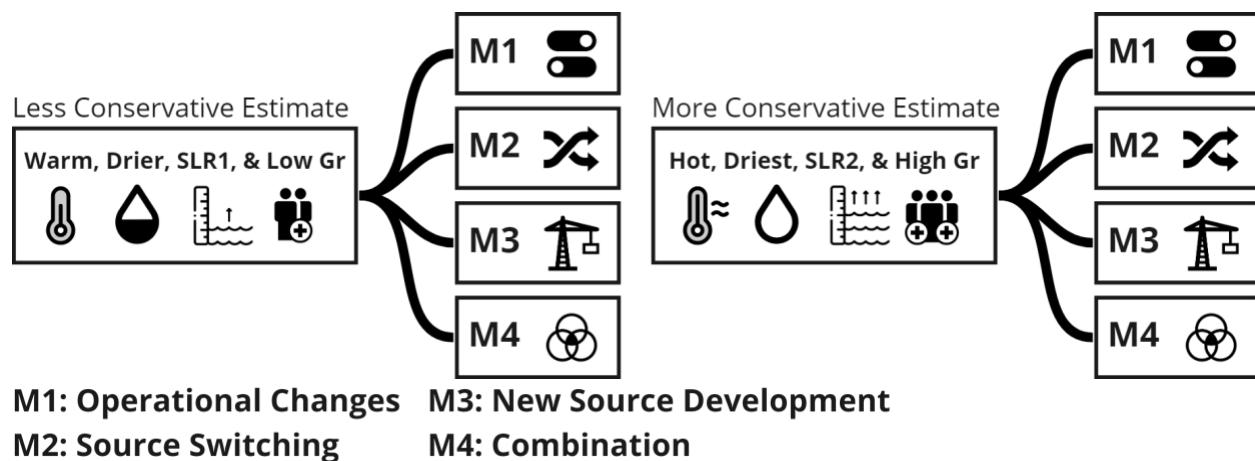 Less Conservative Estimate
Warm, Drier, SLR1, & Low Gr
M1
M2
M3
M4
More Conservative Estimate
Hot, Driest, SLR2, & High Gr
M1
M2
M3
M4
M1: Operational Changes
M3: New Source Development
M2: Source Switching
M4: Combination